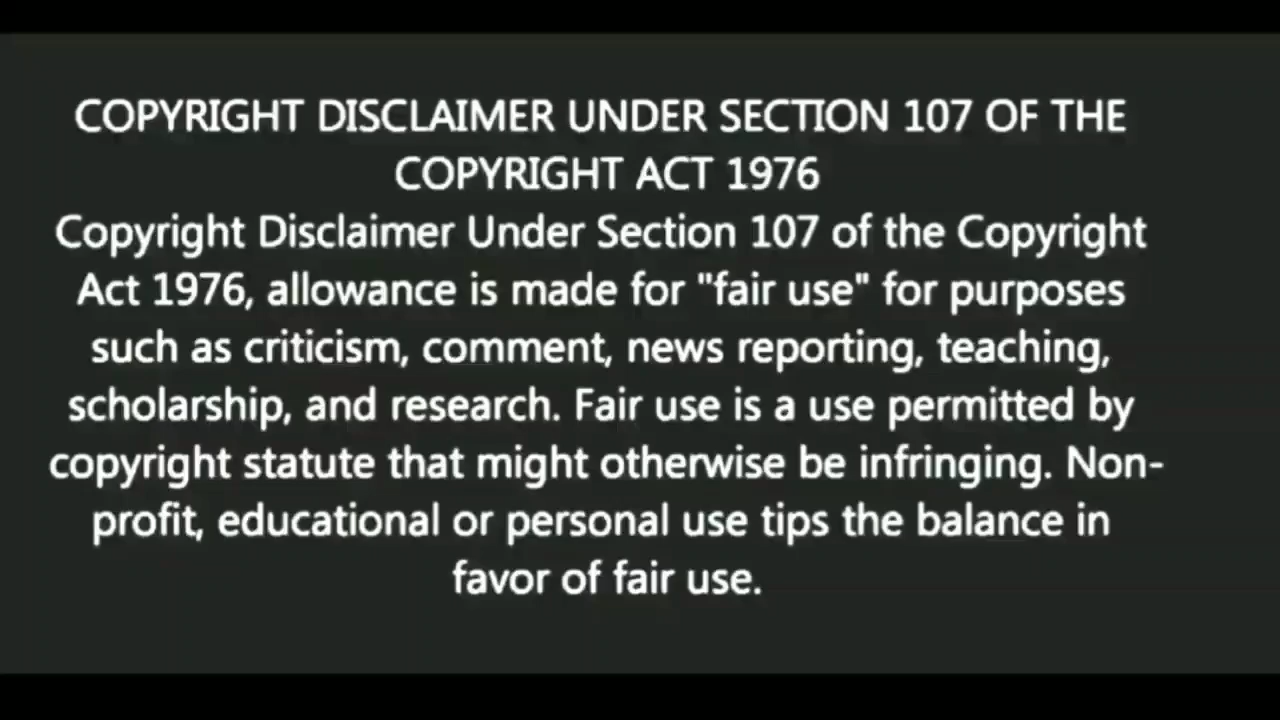 COPYRIGHT DISCLAIMER UNDER SECTION 107 OF THE
COPYRIGHT ACT 1976
Copyright Disclaimer Under Section 107 of the Copyright
Act 1976, allowance is made for "fair use" for purposes
such as criticism, comment, news reporting, teaching,
scholarship, and research. Fair use is a use permitted by
copyright statute that might otherwise be infringing. Non-
profit, educational or personal use tips the balance in
favor of fair use.